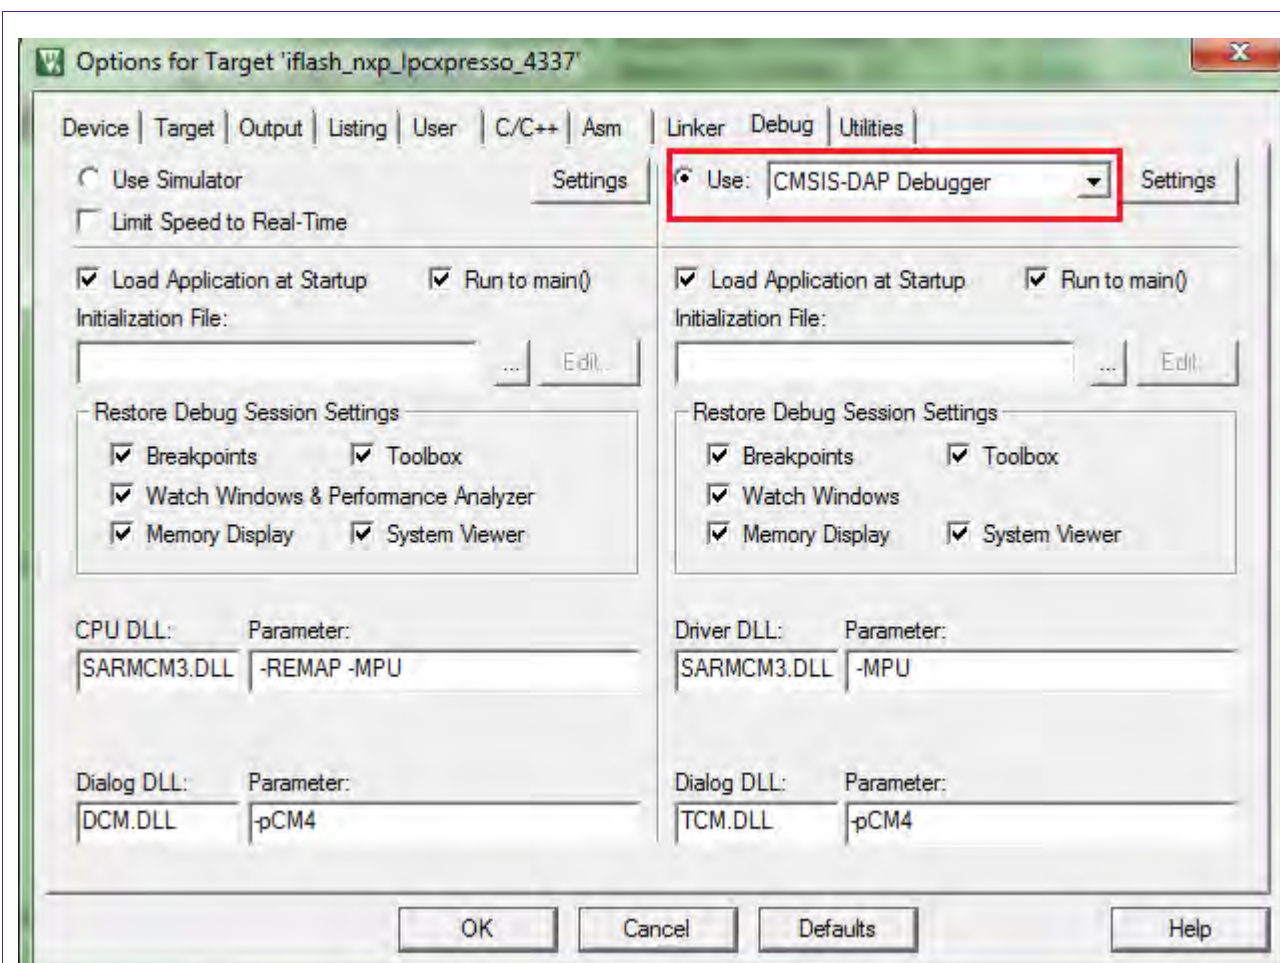 Options for Target 'iflash_nxp_lpcxpresso_4337'
Device Target Output Listing User C/C++ Asm Linker Debug Utilities
Use Simulator Settings
Limit Speed to Real-Time
Use: CMSIS-DAP Debugger Settings
Load Application at Startup Run to main()
Initialization File:
... Edit...
Restore Debug Session Settings
Breakpoints Toolbox
Watch Windows & Performance Analyzer
Memory Display System Viewer
CPU DLL: Parameter:
SARMCM3.DLL -REMAP -MPU
Dialog DLL: Parameter:
DCM.DLL -pCM4
Load Application at Startup Run to main()
Initialization File:
... Edit...
Restore Debug Session Settings
Breakpoints Toolbox
Watch Windows
Memory Display System Viewer
Driver DLL: Parameter:
SARMCM3.DLL -MPU
Dialog DLL: Parameter:
TCM.DLL -pCM4
OK Cancel Defaults Help